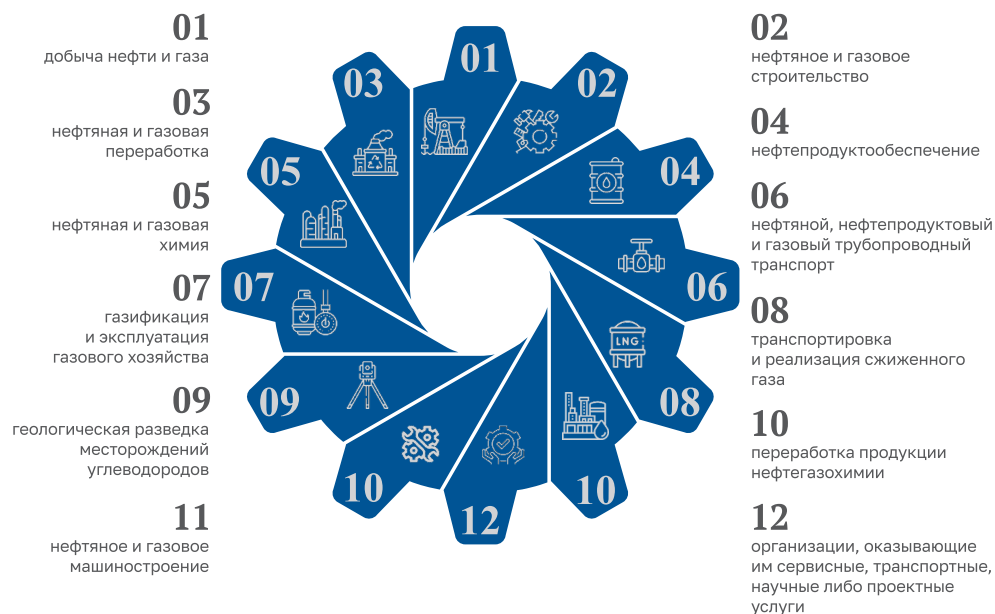 01
добыча нефти и газа
03
нефтяная и газовая
переработка
05
нефтяная и газовая
химия
07
газификация
и эксплуатация
газового хозяйства
09
геологическая разведка
месторождений
углеводородов
11
нефтяное и газовое
машиностроение
01
02
03
04
05
06
07
LNG
08
09
10
10
12
02
нефтяное и газовое
строительство
04
нефтепродуктообеспечение
06
нефтяной, нефтепродуктовый
и газовый трубопроводный
транспорт
08
транспортировка
и реализация сжиженного
газа
10
переработка продукции
нефтегазохимии
12
организации, оказывающие
им сервисные, транспортные,
научные либо проектные
услуги